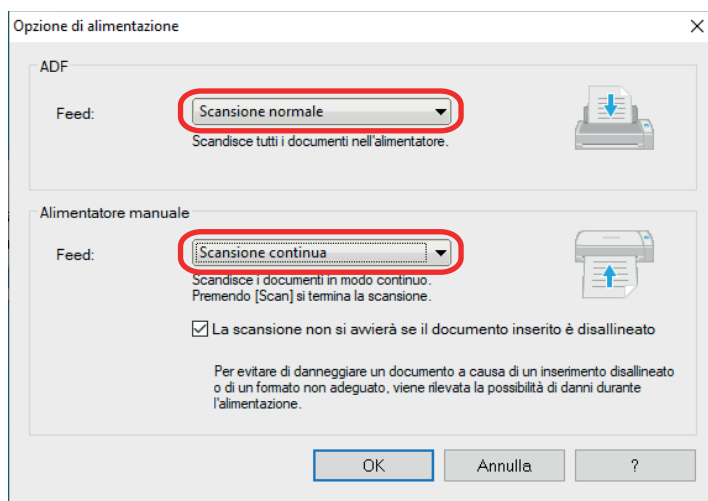 Opzione di alimentazione
ADF
Feed:
Scansione normale
Scandisce tutti i documenti nell'alimentatore.
Alimentatore manuale
Feed:
Scansione continua
Scandisce i documenti in modo continuo.
Premendo [Scan] si termina la scansione.
La scansione non si avvierà se il documento inserito è disallineato
Per evitare di danneggiare un documento a causa di un inserimento disallineato
o di un formato non adeguato, viene rilevata la possibilità di danni durante
l'alimentazione.
OK
Annulla
?